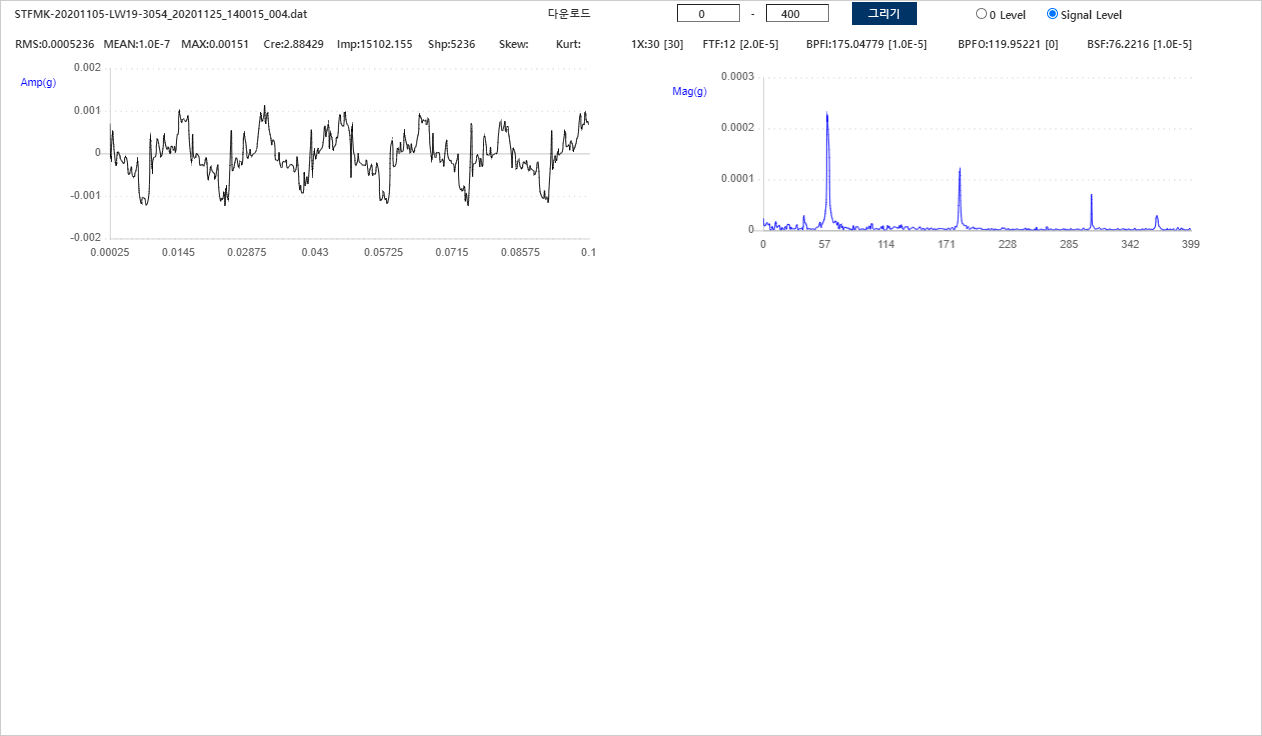 STFMK-20201105-LW19-3054_20201125_140015_004.dat 다운로드 0 - 400 그리기 0 Level Signal Level
RMS:0.0005236 MEAN:1.0E-7 MAX:0.00151 Cre:2.88429 Imp:15102.155 Shp:5236 Skew: Kurt: 1X:30 [30] FTF:12 [2.0E-5] BPFI:175.04779 [1.0E-5] BPFO:119.95221 [0] BSF:76.2216 [1.0E-5]
Amp(g)
0.002
0.001
0
-0.001
-0.002
0.00025 0.0145 0.02875 0.043 0.05725 0.0715 0.08575 0.1
Mag(g)
0.0003
0.0002
0.0001
0
0 57 114 171 228 285 342 399